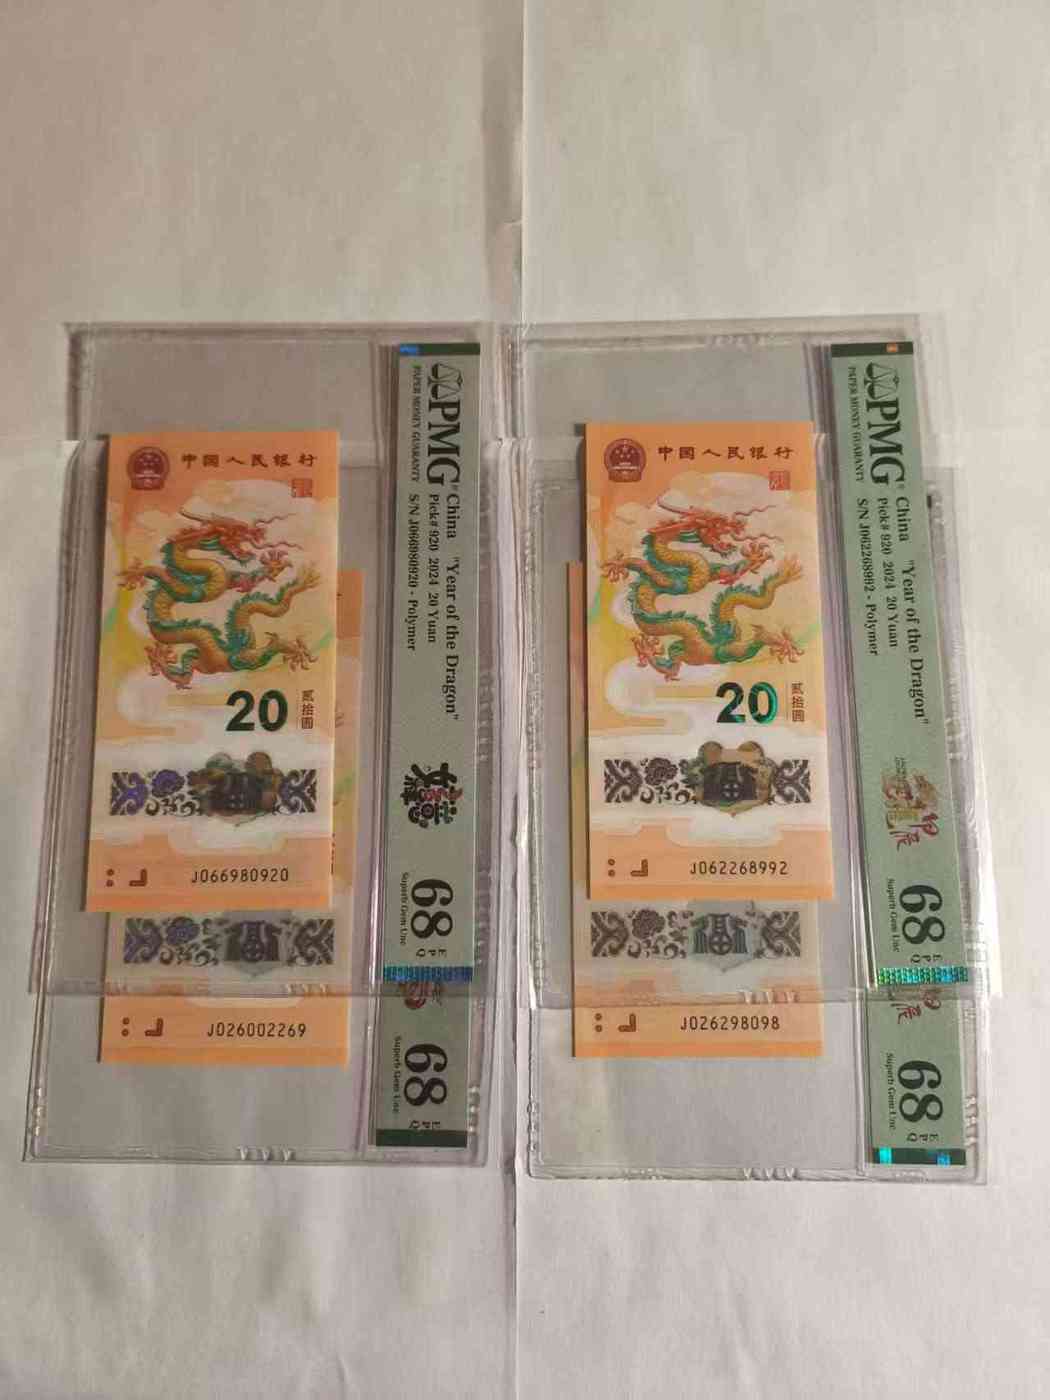 中国人民银行
20
贰拾圆
J066980920
PMG
PAPER MONEY GUARANTY
China "Year of the Dragon"
Pick# 920 2024 20 Yuan
S/N J066980920 - Polymer
68 EPQ
Superb Gem Unc
J026002269
68 EPQ
Superb Gem Unc
中国人民银行
20
贰拾圆
J062268992
PMG
PAPER MONEY GUARANTY
China "Year of the Dragon"
Pick# 920 2024 20 Yuan
S/N J062268992 - Polymer
68 EPQ
Superb Gem Unc
J026298098
68 EPQ
Superb Gem Unc